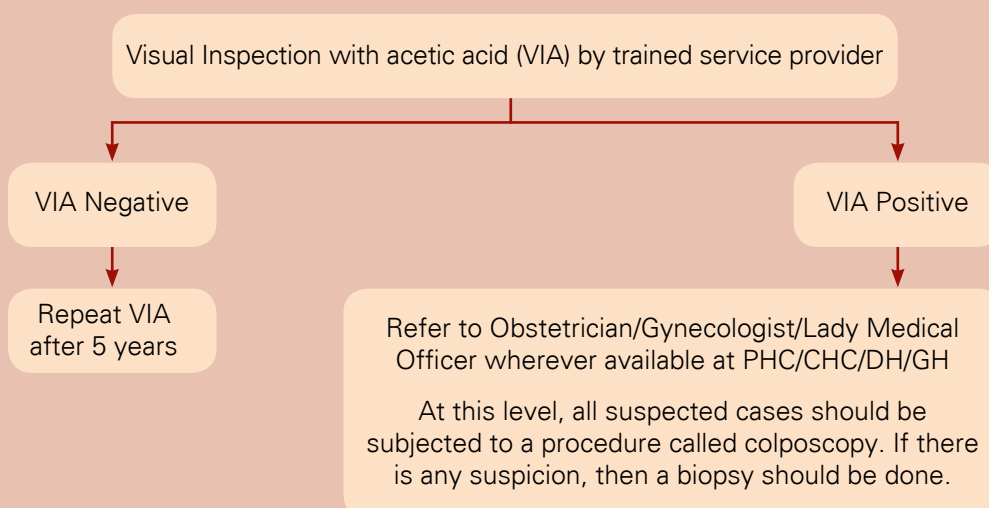 Visual Inspection with acetic acid (VIA) by trained service provider
VIA Negative
VIA Positive
Repeat VIA
after 5 years
Refer to Obstetrician/Gynecologist/Lady Medical
Officer wherever available at PHC/CHC/DH/GH
At this level, all suspected cases should be
subjected to a procedure called colposcopy. If there
is any suspicion, then a biopsy should be done.